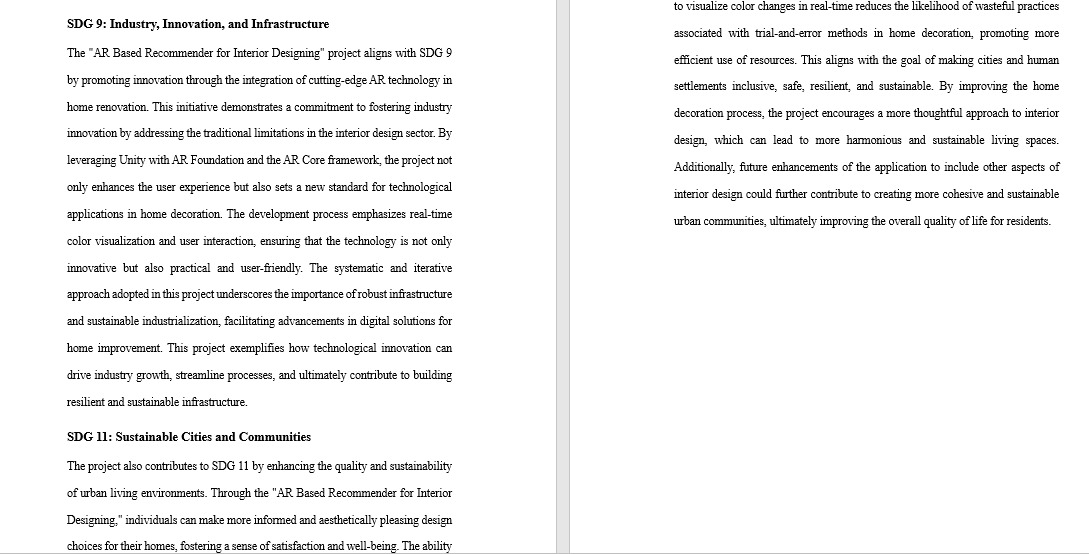 SDG 9: Industry, Innovation, and Infrastructure
The "AR Based Recommender for Interior Designing" project aligns with SDG 9
by promoting innovation through the integration of cutting-edge AR technology in
home renovation. This initiative demonstrates a commitment to fostering industry
innovation by addressing the traditional limitations in the interior design sector. By
leveraging Unity with AR Foundation and the AR Core framework, the project not
only enhances the user experience but also sets a new standard for technological
applications in home decoration. The development process emphasizes real-time
color visualization and user interaction, ensuring that the technology is not only
innovative but also practical and user-friendly. The systematic and iterative
approach adopted in this project underscores the importance of robust infrastructure
and sustainable industrialization, facilitating advancements in digital solutions for
home improvement. This project exemplifies how technological innovation can
drive industry growth, streamline processes, and ultimately contribute to building
resilient and sustainable infrastructure.
SDG 11: Sustainable Cities and Communities
The project also contributes to SDG 11 by enhancing the quality and sustainability
of urban living environments. Through the "AR Based Recommender for Interior
Designing," individuals can make more informed and aesthetically pleasing design
choices for their homes, fostering a sense of satisfaction and well-being. The ability
to visualize color changes in real-time reduces the likelihood of wasteful practices
associated with trial-and-error methods in home decoration, promoting more
efficient use of resources. This aligns with the goal of making cities and human
settlements inclusive, safe, resilient, and sustainable. By improving the home
decoration process, the project encourages a more thoughtful approach to interior
design, which can lead to more harmonious and sustainable living spaces.
Additionally, future enhancements of the application to include other aspects of
interior design could further contribute to creating more cohesive and sustainable
urban communities, ultimately improving the overall quality of life for residents.